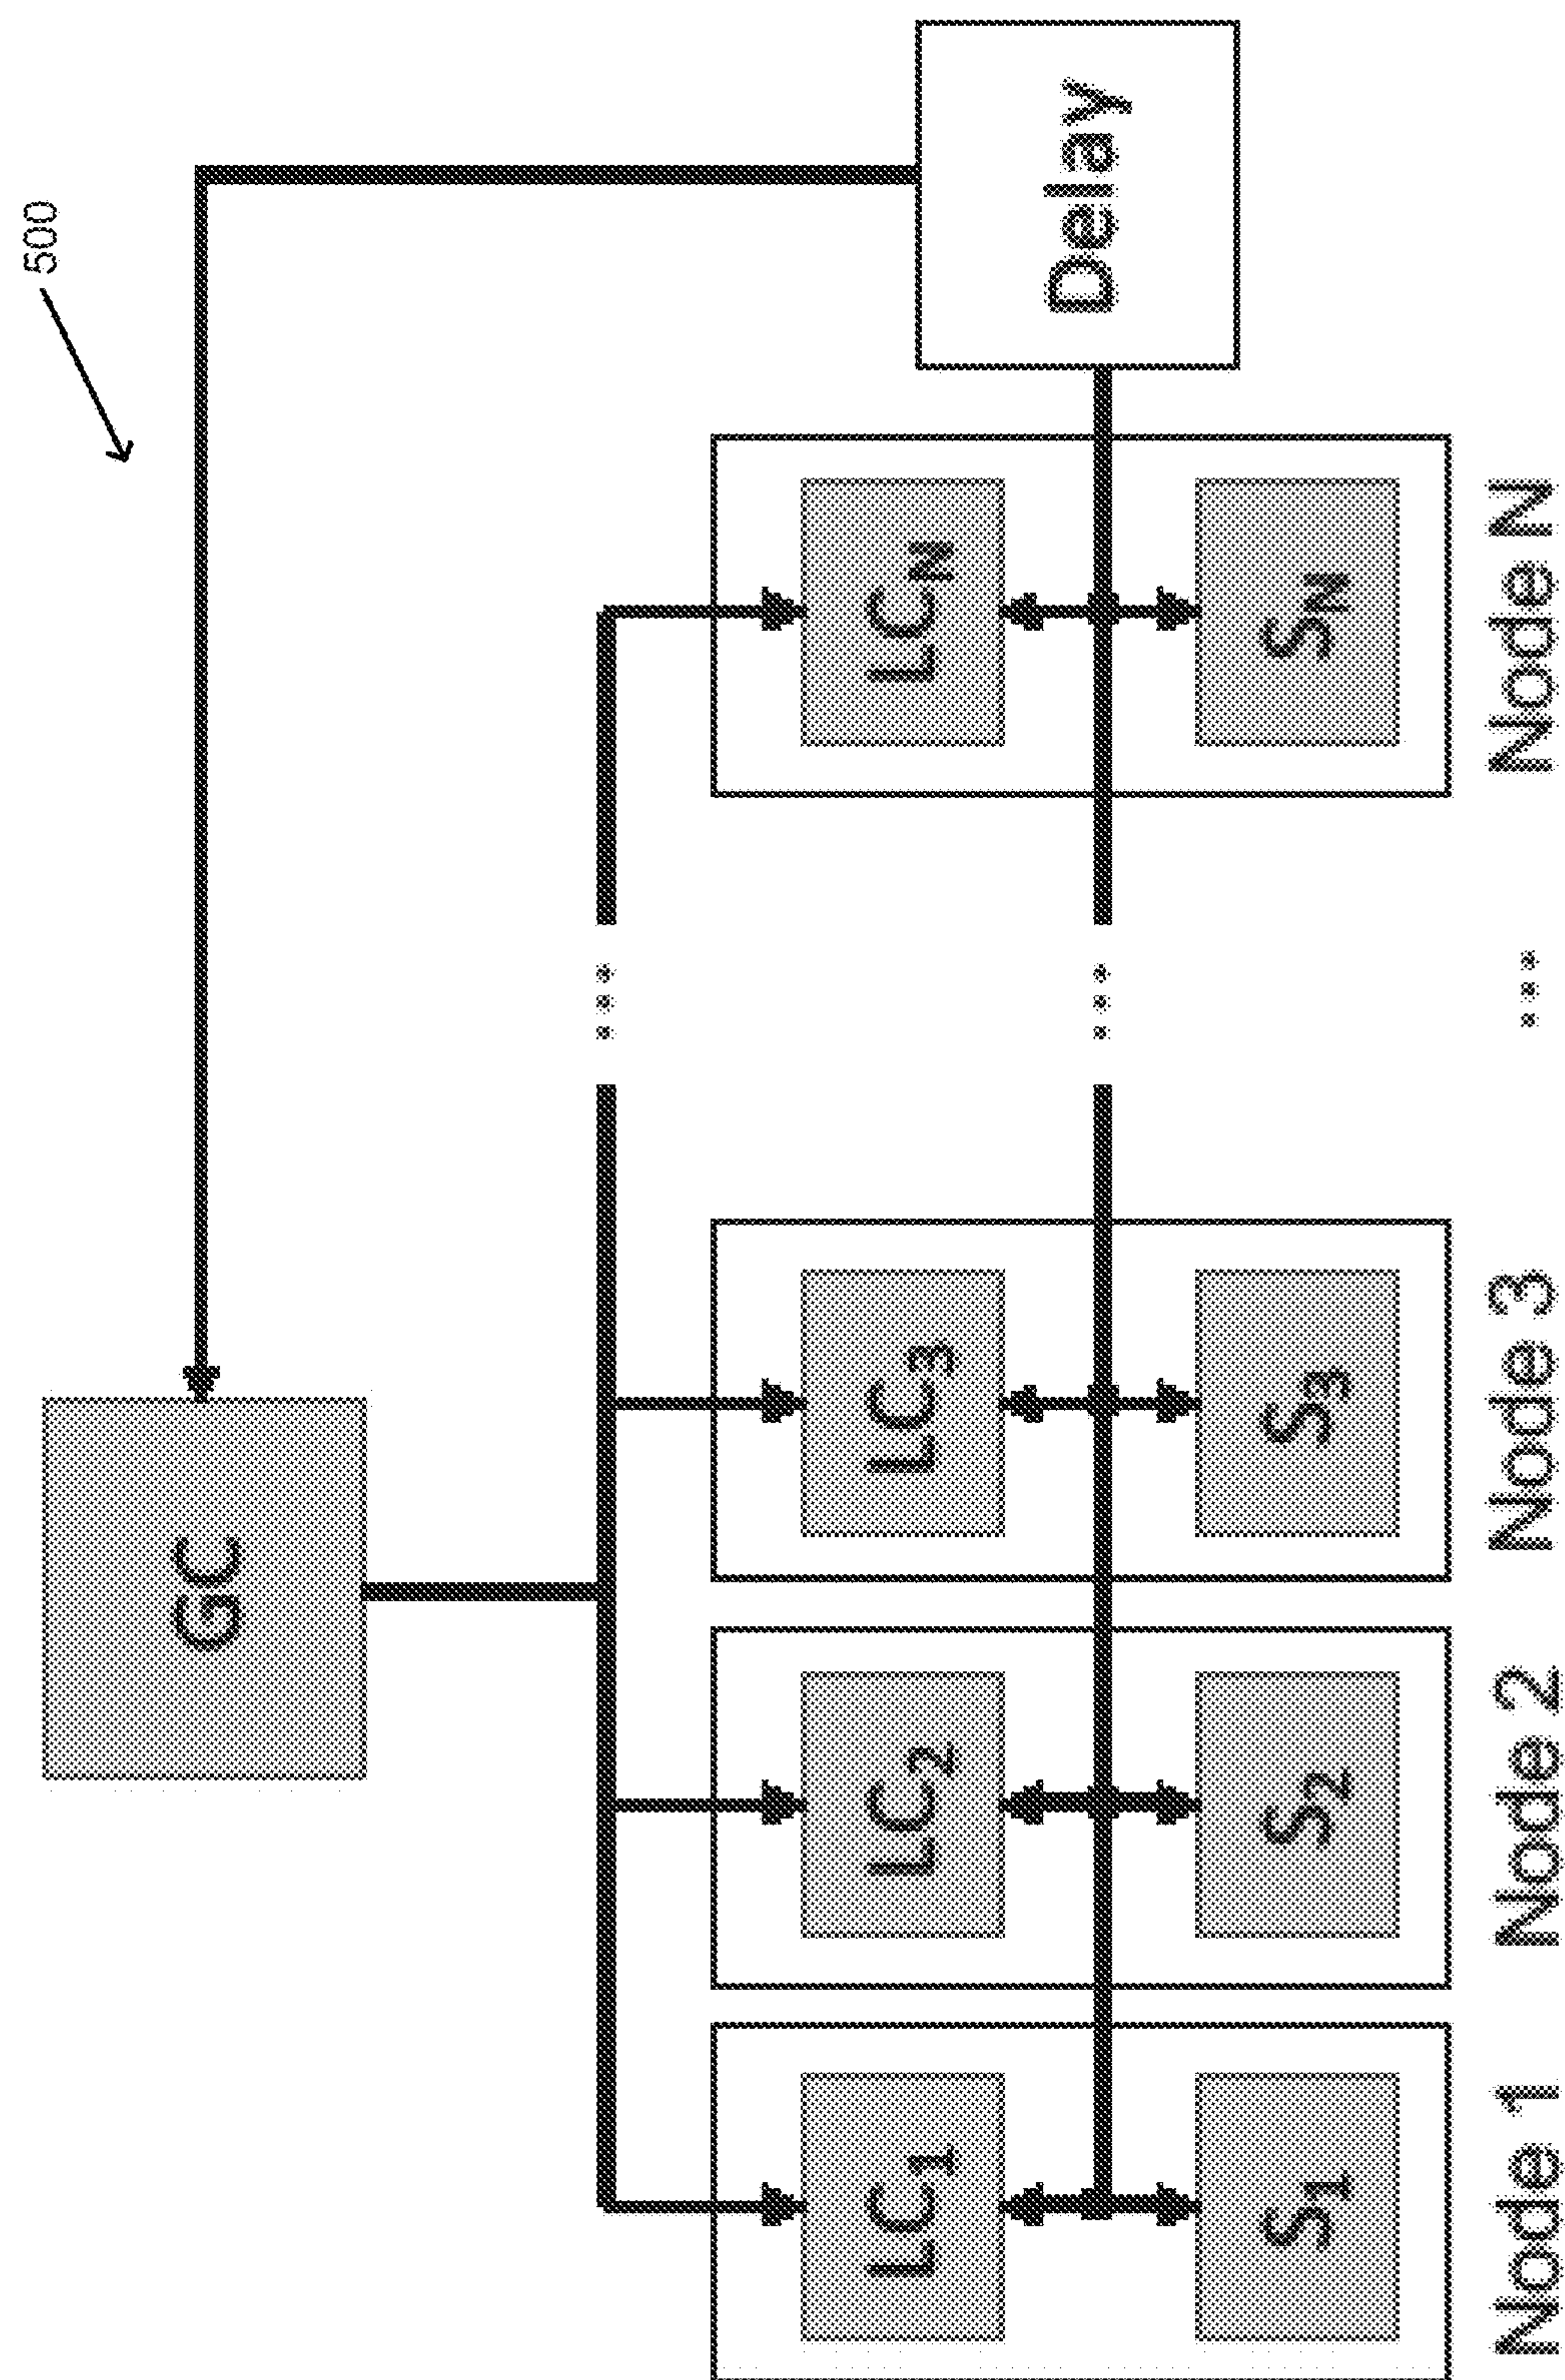 500
GC
Delay
LC₁
LC₂
LC₃
...
LCN
S₁
S₂
S₃
...
SN
Node 1
Node 2
Node 3
...
Node N